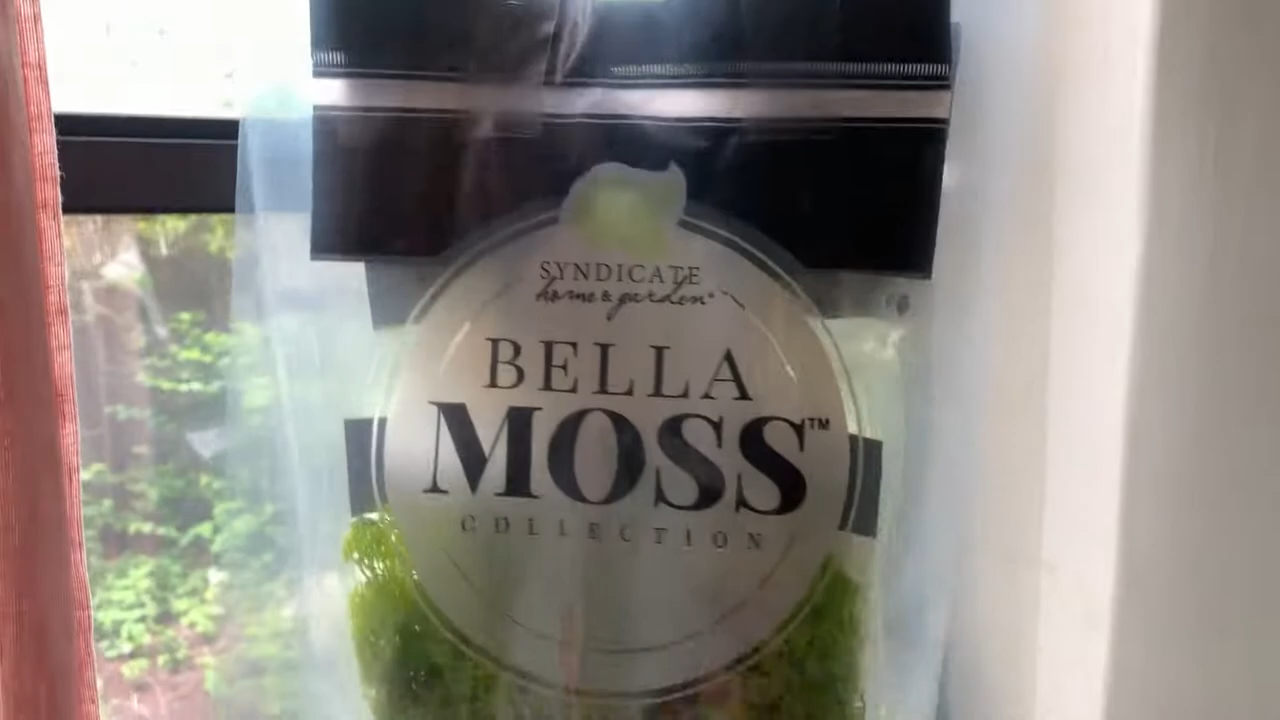 SYNDICATE
home & garden®
BELLA
MOSS™
COLLECTION